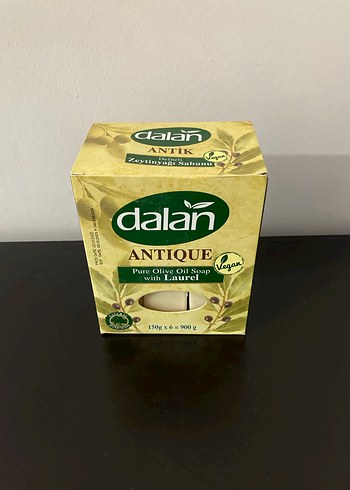 dalan
ANTİK
Defneli
Zeytinyağı Sabunu
Vegan
dalan
ANTIQUE
Pure Olive Oil Soap
with Laurel
Vegan
150g x 6 = 900 g